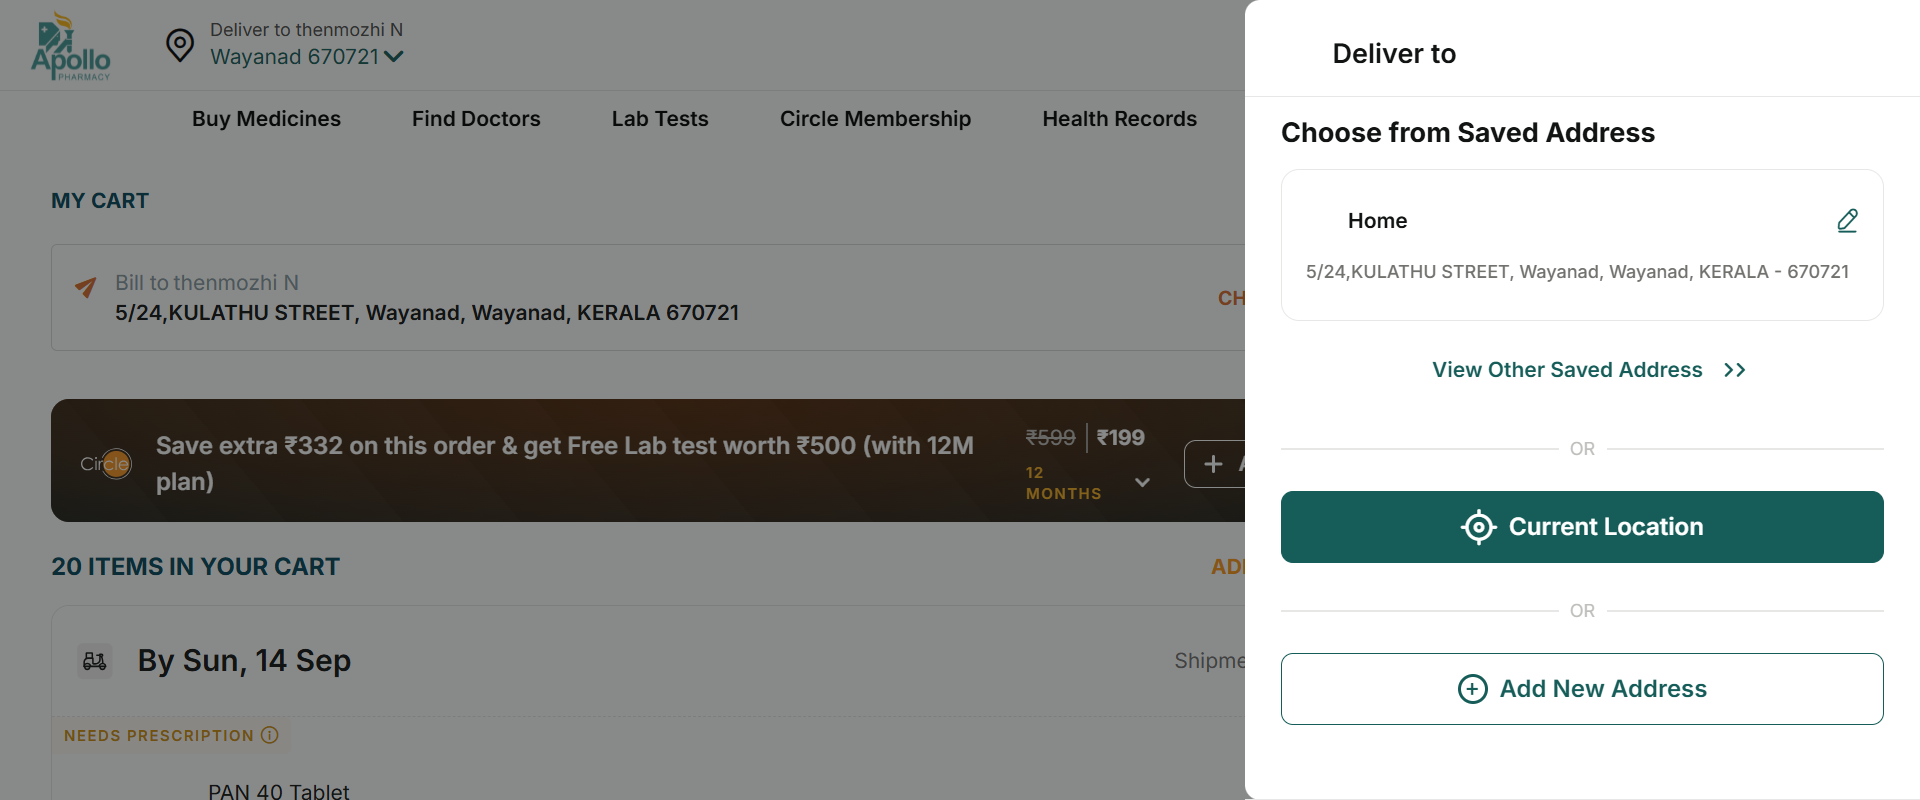 Apollo
PHARMACY
Deliver to thenmozhi N
Wayanad 670721
Buy Medicines
Find Doctors
Lab Tests
Circle Membership
Health Records
MY CART
Bill to thenmozhi N
5/24,KULATHU STREET, Wayanad, Wayanad, KERALA 670721
CH
Circle
Save extra ₹332 on this order & get Free Lab test worth ₹500 (with 12M
plan)
₹599
₹199
12
MONTHS
20 ITEMS IN YOUR CART
By Sun, 14 Sep
Shipme
NEEDS PRESCRIPTION
PAN 40 Tablet
Deliver to
Choose from Saved Address
Home
5/24,KULATHU STREET, Wayanad, Wayanad, KERALA - 670721
View Other Saved Address
OR
Current Location
OR
Add New Address